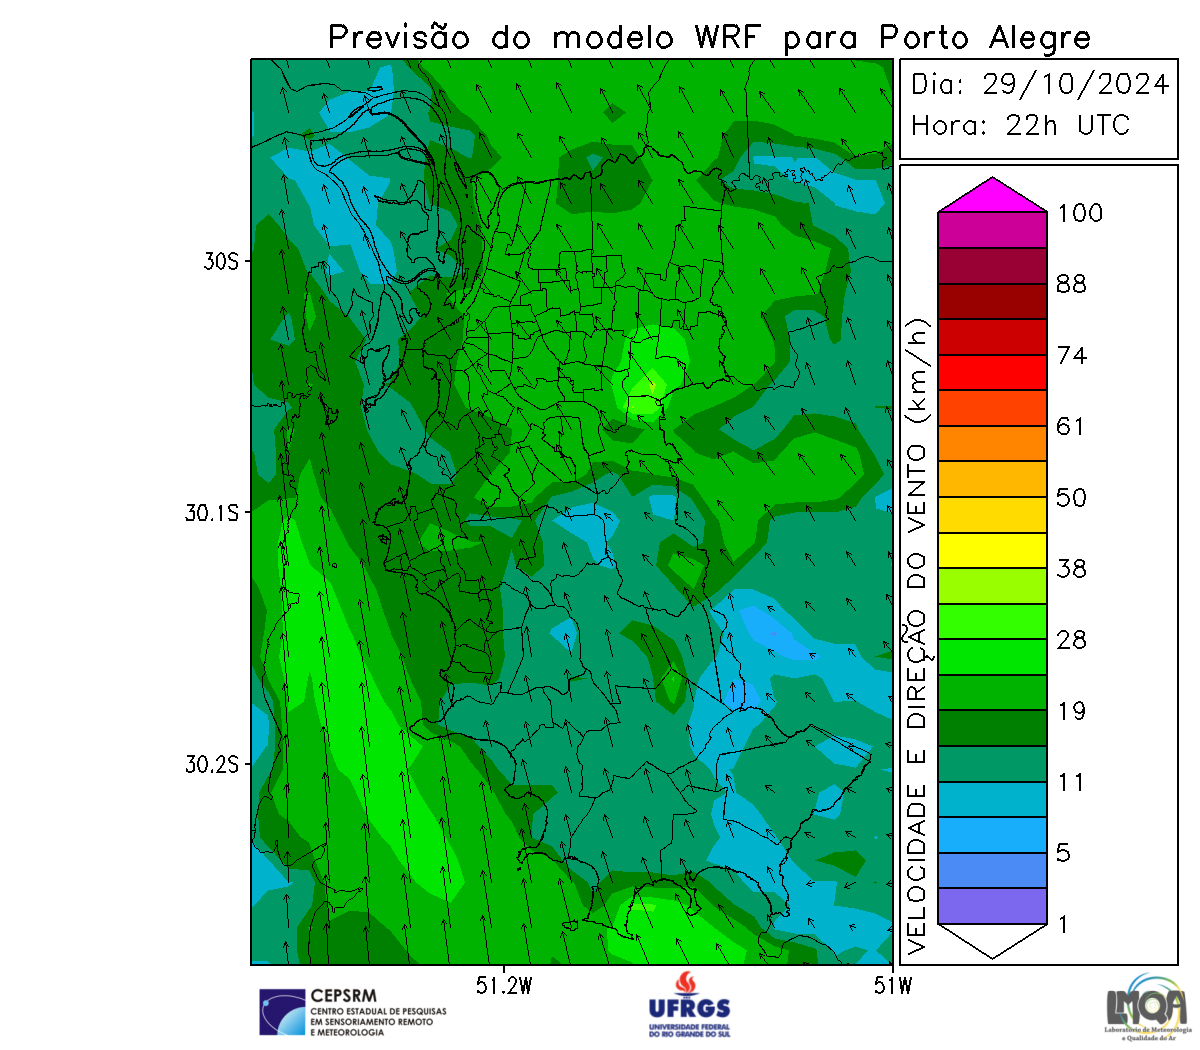 Previsão do modelo WRF para Porto Alegre
Dia: 29/10/2024
Hora: 22h UTC
30S
30.1S
30.2S
51.2W
51W
VELOCIDADE E DIREÇÃO DO VENTO (km/h)
100
88
74
61
50
38
28
19
11
5
1
CEPSRM
CENTRO ESTADUAL DE PESQUISAS
EM SENSORIAMENTO REMOTO
E METEOROLOGIA
UFRGS
UNIVERSIDADE FEDERAL
DO RIO GRANDE DO SUL
LMQA
Laboratório de Meteorologia
e Qualidade do Ar